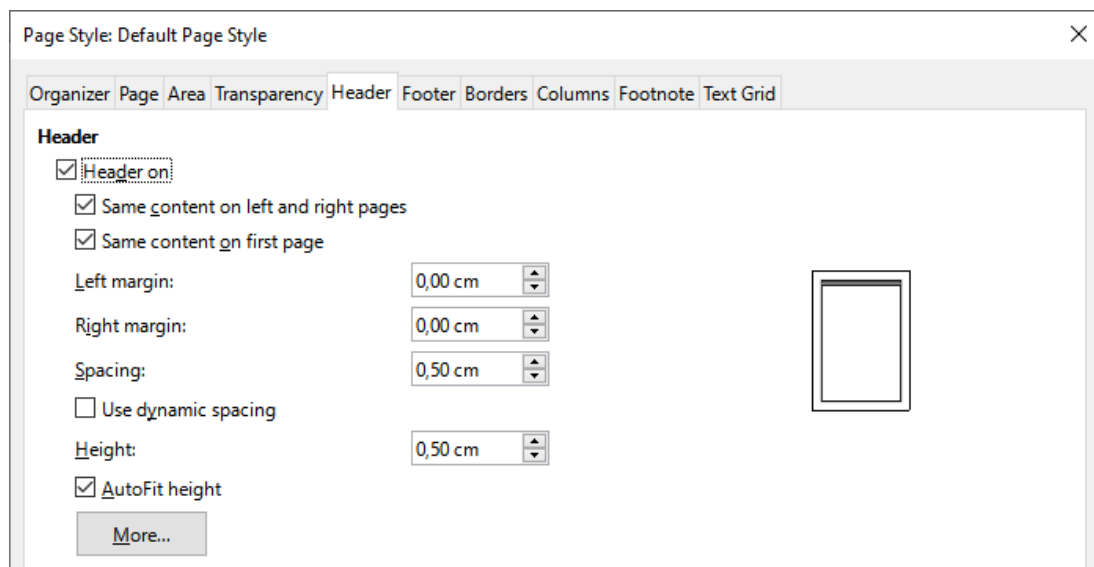 Page Style: Default Page Style
Organizer Page Area Transparency Header Footer Borders Columns Footnote Text Grid
Header
Header on
Same content on left and right pages
Same content on first page
Left margin: 0,00 cm
Right margin: 0,00 cm
Spacing: 0,50 cm
Use dynamic spacing
Height: 0,50 cm
AutoFit height
More...